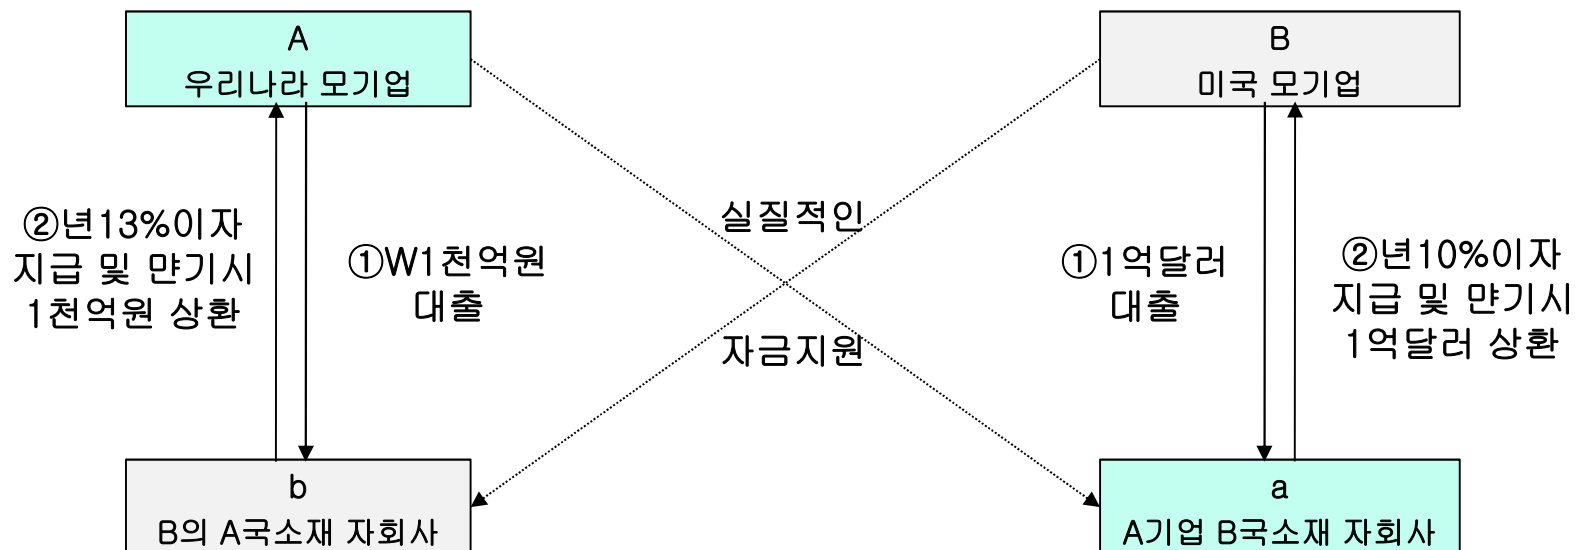 A
우리나라 모기업
B
미국 모기업
②년13%이자
지급 및 먄기시
1천억원 상환
①W1천억원
대출
실질적인
자금지원
①1억달러
대출
②년10%이자
지급 및 먄기시
1억달러 상환
b
B의 A국소재 자회사
a
A기업 B국소재 자회사